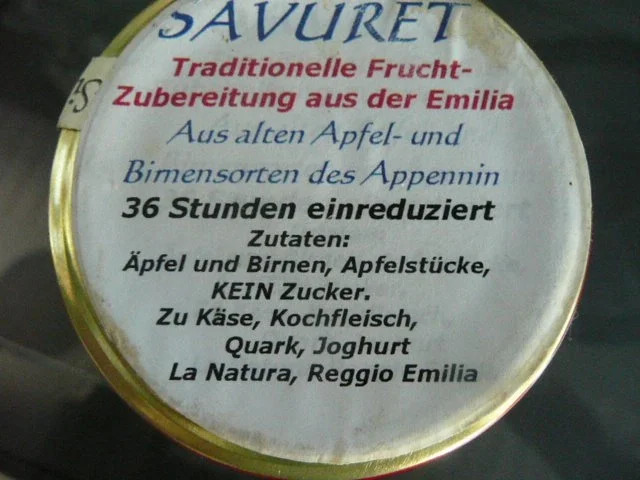 SAVURET
Traditionelle Frucht-
Zubereitung aus der Emilia
Aus alten Apfel- und
Birnensorten des Appennin
36 Stunden einreduziert
Zutaten:
Äpfel und Birnen, Apfelstücke,
KEIN Zucker.
Zu Käse, Kochfleisch,
Quark, Joghurt
La Natura, Reggio Emilia